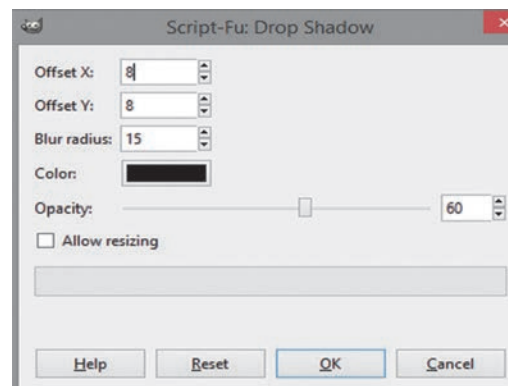 Script-Fu: Drop Shadow
Offset X: 8
Offset Y: 8
Blur radius: 15
Color:
Opacity: 60
Allow resizing
Help Reset OK Cancel